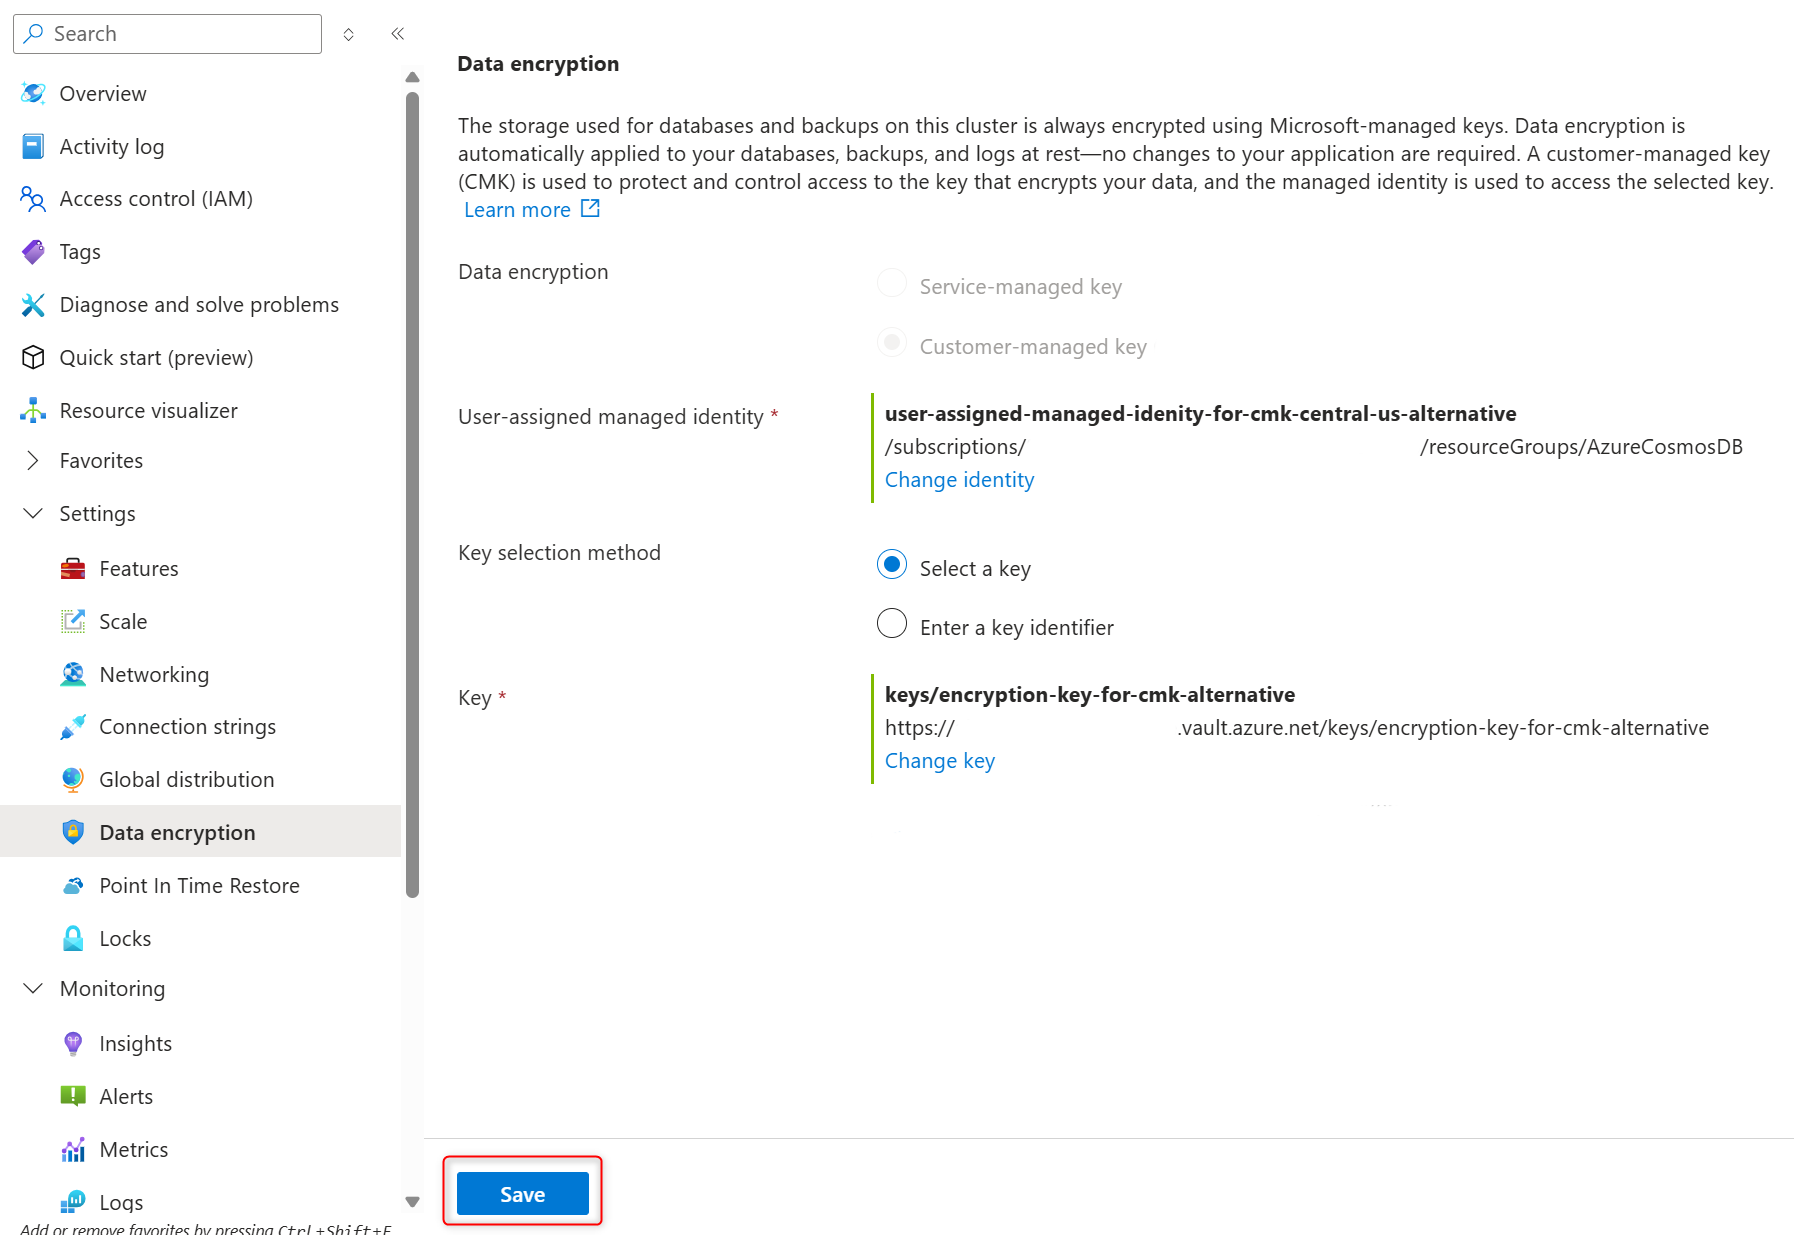 Search
Overview
Activity log
Access control (IAM)
Tags
Diagnose and solve problems
Quick start (preview)
Resource visualizer
Favorites
Settings
Features
Scale
Networking
Connection strings
Global distribution
Data encryption
Point In Time Restore
Locks
Monitoring
Insights
Alerts
Metrics
Logs
Add or remove favorites by pressing Ctrl+Shift+F
Data encryption
The storage used for databases and backups on this cluster is always encrypted using Microsoft-managed keys. Data encryption is
automatically applied to your databases, backups, and logs at rest—no changes to your application are required. A customer-managed key
(CMK) is used to protect and control access to the key that encrypts your data, and the managed identity is used to access the selected key.
Learn more
Data encryption
Service-managed key
Customer-managed key
User-assigned managed identity *
user-assigned-managed-idenity-for-cmk-central-us-alternative
/subscriptions/ /resourceGroups/AzureCosmosDB
Change identity
Key selection method
Select a key
Enter a key identifier
Key *
keys/encryption-key-for-cmk-alternative
https:// .vault.azure.net/keys/encryption-key-for-cmk-alternative
Change key
Save